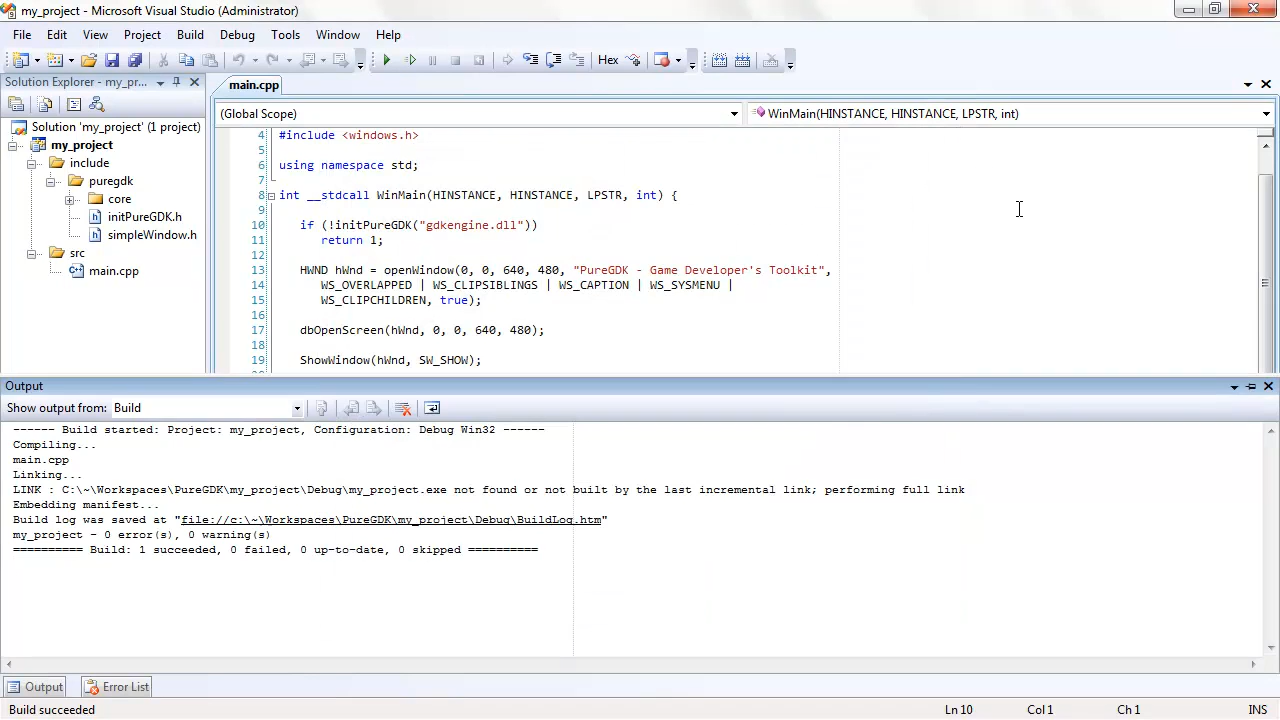 my_project - Microsoft Visual Studio (Administrator)
File Edit View Project Build Debug Tools Window Help
Hex
Solution Explorer - my_pr...
main.cpp
(Global Scope)
WinMain(HINSTANCE, HINSTANCE, LPSTR, int)
Solution 'my_project' (1 project)
my_project
include
puregdk
core
initPureGDK.h
simpleWindow.h
src
main.cpp
4 #include <windows.h>
5
6 using namespace std;
7
8 int __stdcall WinMain(HINSTANCE, HINSTANCE, LPSTR, int) {
9
10 if (!initPureGDK("gdkengine.dll"))
11 return 1;
12
13 HWND hWnd = openWindow(0, 0, 640, 480, "PureGDK - Game Developer's Toolkit",
14 WS_OVERLAPPED | WS_CLIPSIBLINGS | WS_CAPTION | WS_SYSMENU |
15 WS_CLIPCHILDREN, true);
16
17 dbOpenScreen(hWnd, 0, 0, 640, 480);
18
19 ShowWindow(hWnd, SW_SHOW);
Output
Show output from: Build
------ Build started: Project: my_project, Configuration: Debug Win32 ------
Compiling...
main.cpp
Linking...
LINK : C:\~\Workspaces\PureGDK\my_project\Debug\my_project.exe not found or not built by the last incremental link; performing full link
Embedding manifest...
Build log was saved at "file://c:\~\Workspaces\PureGDK\my_project\Debug\BuildLog.htm"
my_project - 0 error(s), 0 warning(s)
========== Build: 1 succeeded, 0 failed, 0 up-to-date, 0 skipped ==========
Output Error List
Build succeeded Ln 10 Col 1 Ch 1 INS